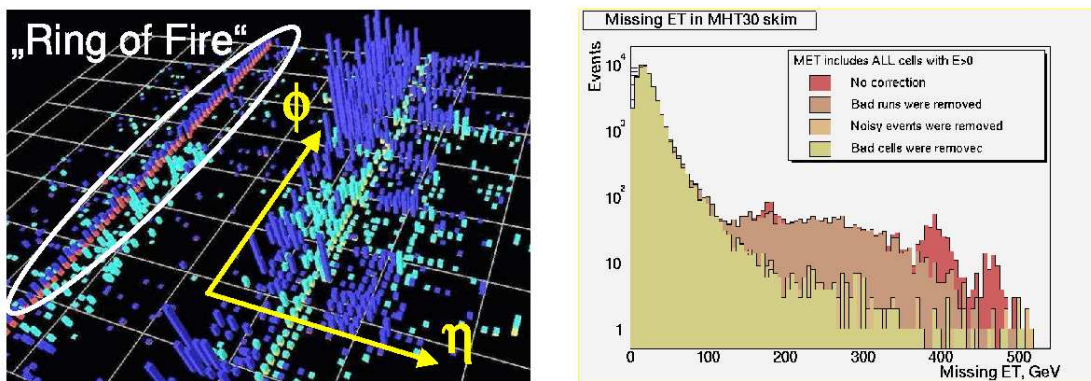 „Ring of Fire“
ϕ
η
Missing ET in MHT30 skim
Events
10⁴
10³
10²
10
1
MET includes ALL cells with E>0
No correction
Bad runs were removed
Noisy events were removed
Bad cells were removed
0 100 200 300 400 500
Missing ET, GeV